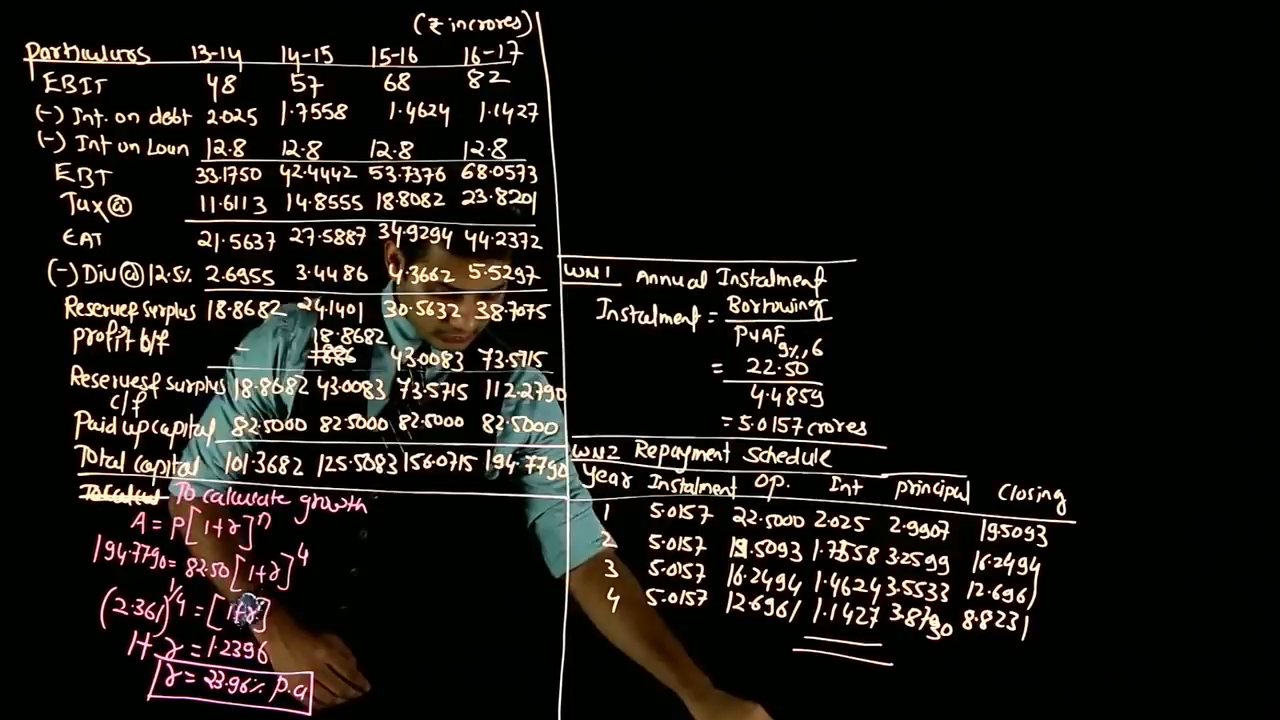 (₹ in crores)
Particulars 13-14 14-15 15-16 16-17
EBIT 48 57 68 82
(-) Int. on debt 2.025 1.7558 1.4624 1.1427
(-) Int on Loan 12.8 12.8 12.8 12.8
EBT 33.1750 42.4442 53.7376 68.0573
Tax @ 11.6113 14.8555 18.8082 23.8201
EAT 21.5637 27.5887 34.9294 44.2372
(-) Div @ 12.5% 2.6955 3.4486 4.3662 5.5297
Reserves surplus 18.8682 24.1401 30.5632 38.7075
profit b/f - 18.8682 43.0083 73.5715
Reserves & surplus c/f 18.8682 43.0083 73.5715 112.2790
Paid up capital 82.5000 82.5000 82.5000 82.5000
Total capital 101.3682 125.5083 156.0715 194.7790
To calculate growth
A = P[1+r]^n
194.7790 = 82.50[1+r]^4
(2.361)^1/4 = [1+r]
1+ r = 1.2396
r = 23.96% p.a
WN1 Annual Instalment
Instalment = Borrowing
PVAF 9%, 6
= 22.50
4.4859
= 5.0157 crores
WN2 Repayment Schedule
Year Instalment Op. Int principal Closing
1 5.0157 22.5000 2.025 2.9907 19.5093
2 5.0157 19.5093 1.7558 3.2599 16.2494
3 5.0157 16.2494 1.4624 3.5533 12.6961
4 5.0157 12.6961 1.1427 3.8730 8.8231